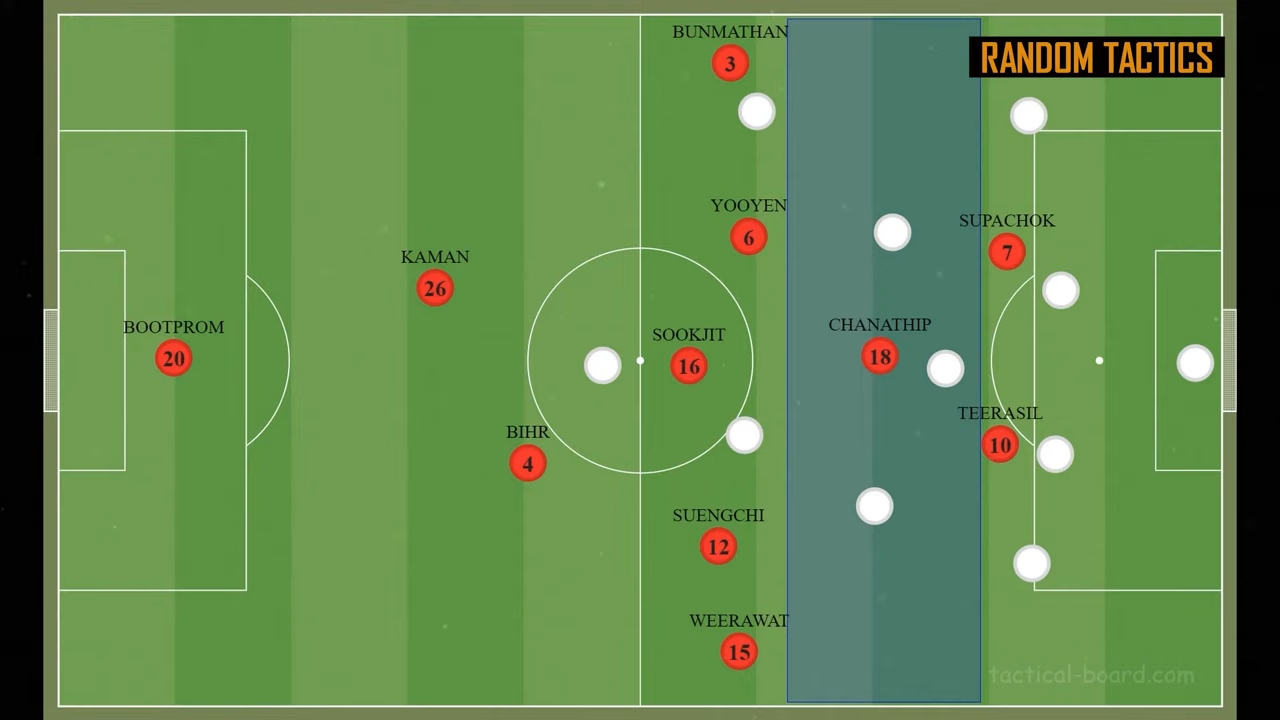 BUNMATHAN
3
RANDOM TACTICS
YOOYEN
6
SUPACHOK
7
KAMAN
26
BOOTPROM
20
SOOKJIT
16
CHANATHIP
18
TEERASIL
10
BIHR
4
SUENGCHI
12
WEERAWAT
15
tactical-board.com